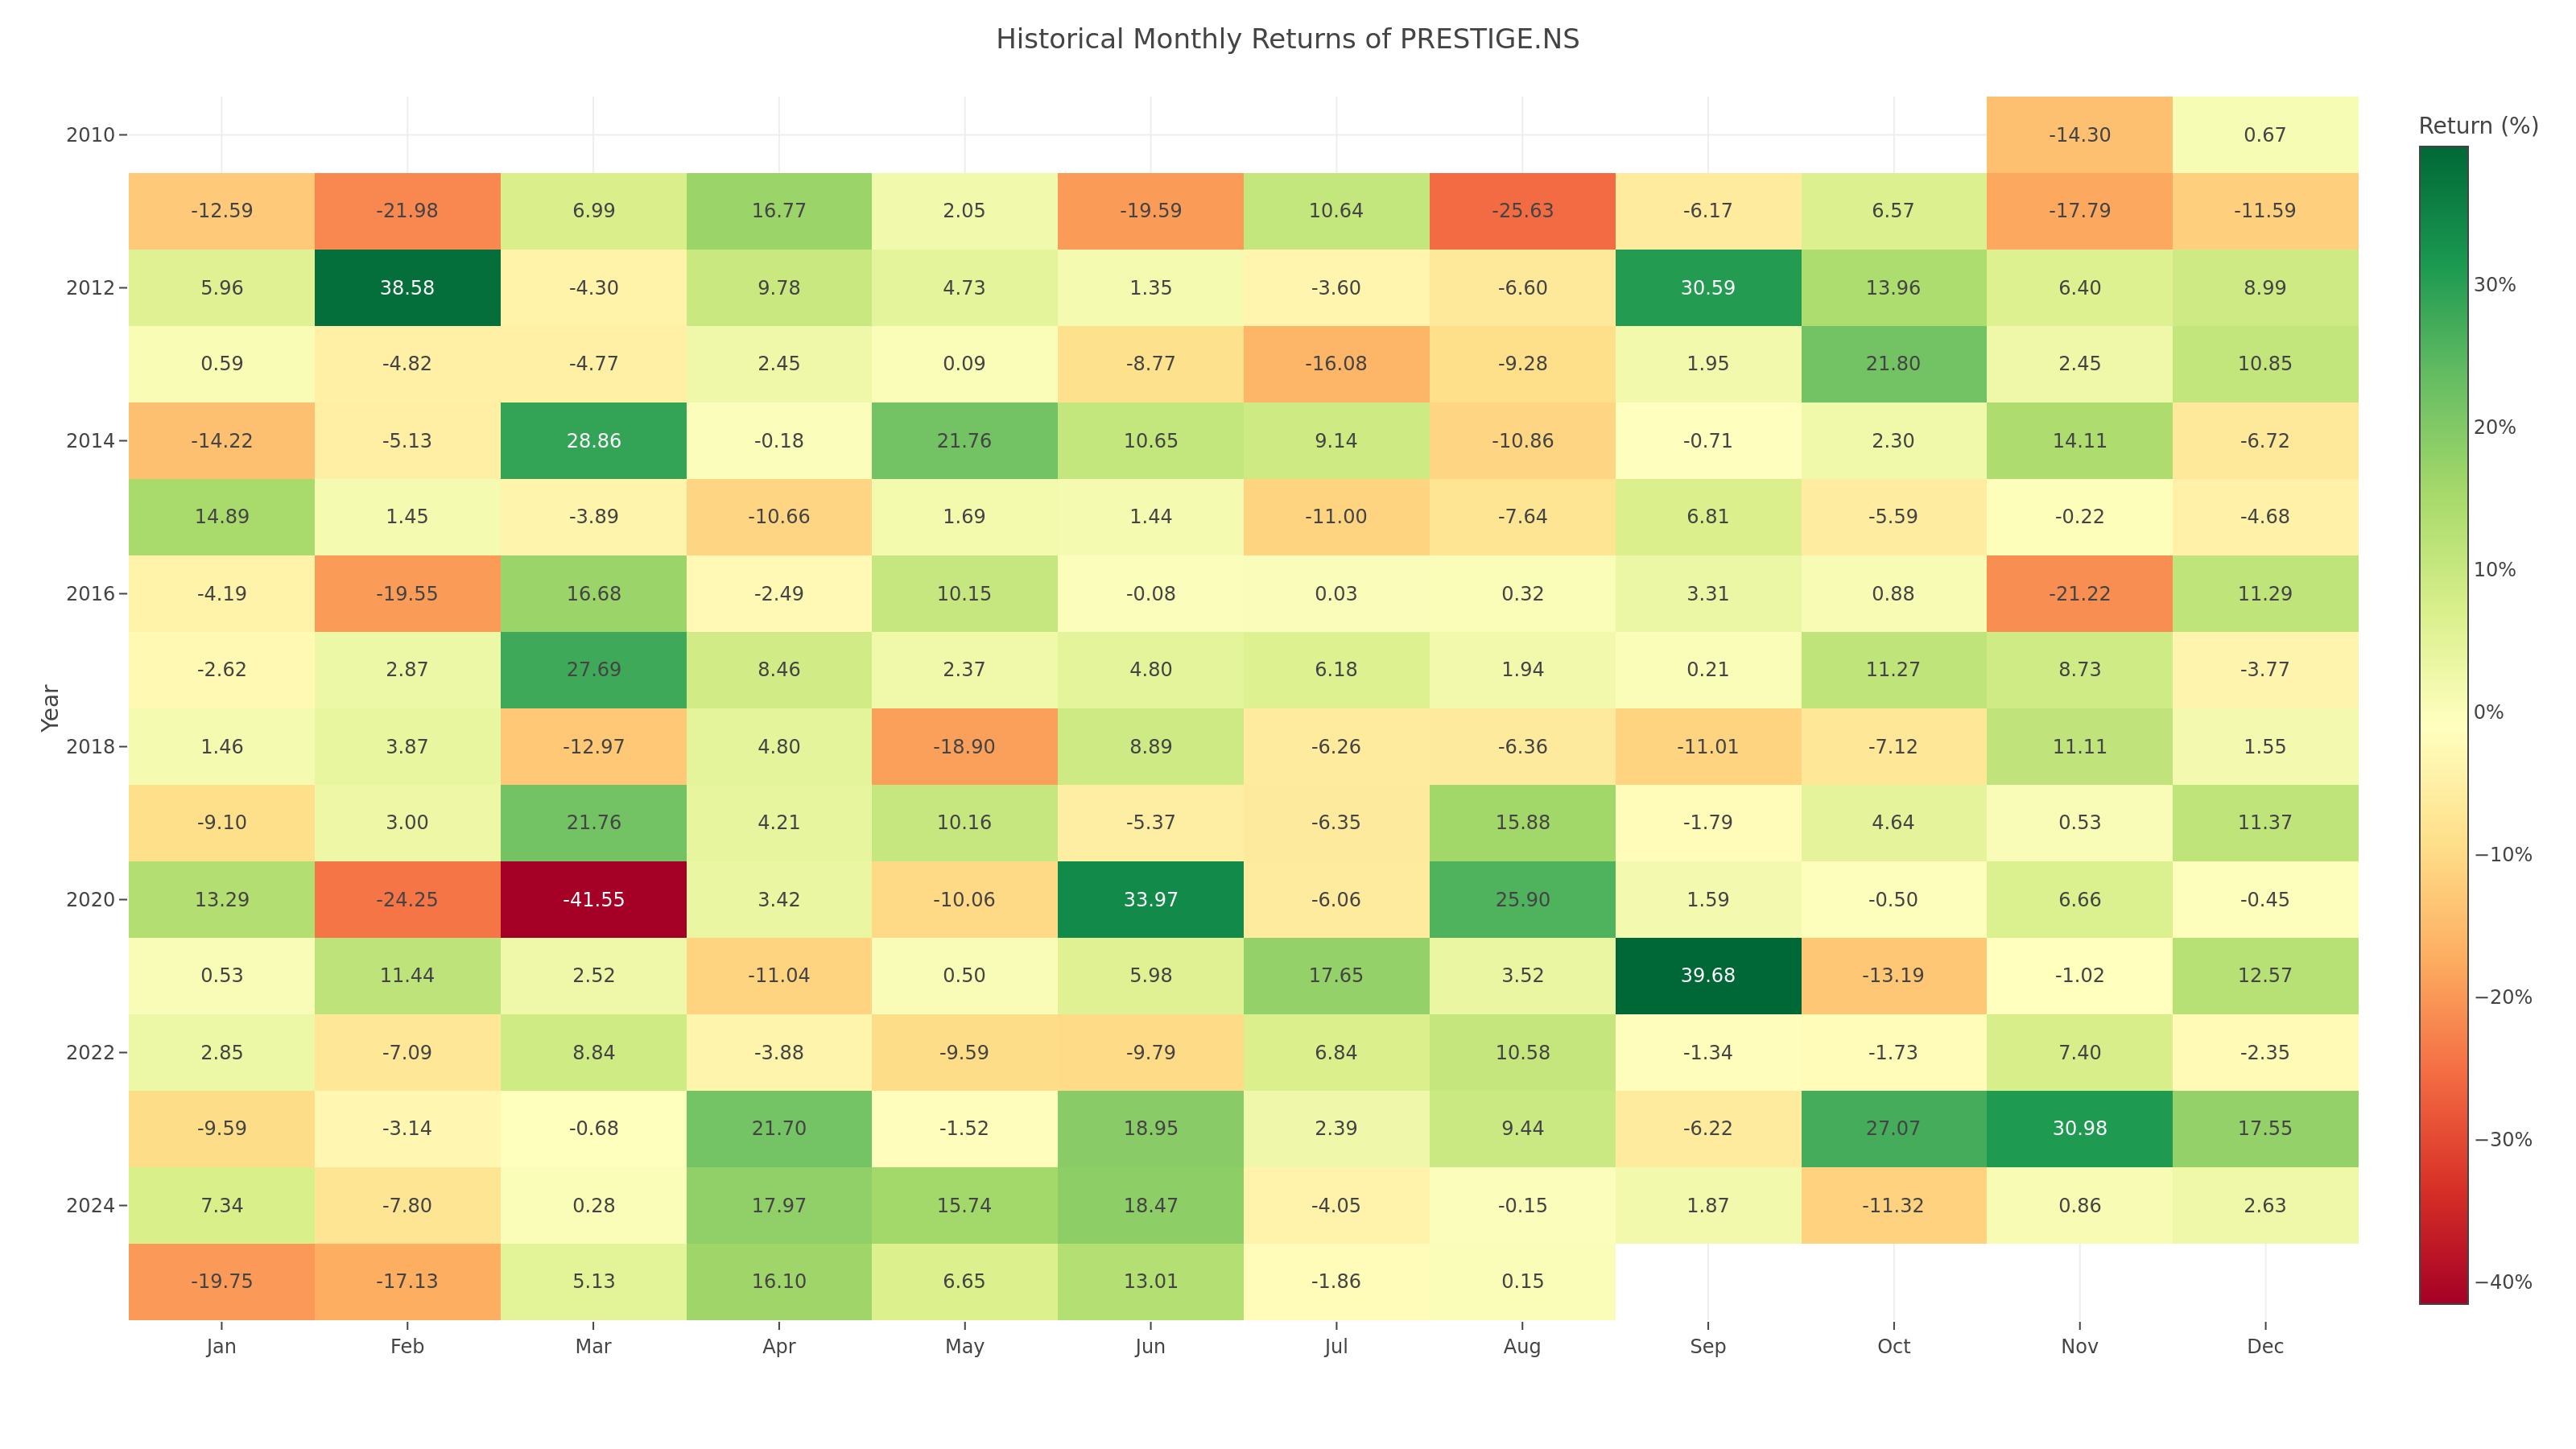 Historical Monthly Returns of PRESTIGE.NS
Return (%)
2010 -14.30 0.67
-12.59 -21.98 6.99 16.77 2.05 -19.59 10.64 -25.63 -6.17 6.57 -17.79 -11.59
2012 5.96 38.58 -4.30 9.78 4.73 1.35 -3.60 -6.60 30.59 13.96 6.40 8.99
30%
0.59 -4.82 -4.77 2.45 0.09 -8.77 -16.08 -9.28 1.95 21.80 2.45 10.85
2014 -14.22 -5.13 28.86 -0.18 21.76 10.65 9.14 -10.86 -0.71 2.30 14.11 -6.72
20%
14.89 1.45 -3.89 -10.66 1.69 1.44 -11.00 -7.64 6.81 -5.59 -0.22 -4.68
2016 -4.19 -19.55 16.68 -2.49 10.15 -0.08 0.03 0.32 3.31 0.88 -21.22 11.29
10%
-2.62 2.87 27.69 8.46 2.37 4.80 6.18 1.94 0.21 11.27 8.73 -3.77
Year
0%
2018 1.46 3.87 -12.97 4.80 -18.90 8.89 -6.26 -6.36 -11.01 -7.12 11.11 1.55
-9.10 3.00 21.76 4.21 10.16 -5.37 -6.35 15.88 -1.79 4.64 0.53 11.37
−10%
2020 13.29 -24.25 -41.55 3.42 -10.06 33.97 -6.06 25.90 1.59 -0.50 6.66 -0.45
0.53 11.44 2.52 -11.04 0.50 5.98 17.65 3.52 39.68 -13.19 -1.02 12.57
−20%
2022 2.85 -7.09 8.84 -3.88 -9.59 -9.79 6.84 10.58 -1.34 -1.73 7.40 -2.35
-9.59 -3.14 -0.68 21.70 -1.52 18.95 2.39 9.44 -6.22 27.07 30.98 17.55
−30%
2024 7.34 -7.80 0.28 17.97 15.74 18.47 -4.05 -0.15 1.87 -11.32 0.86 2.63
-19.75 -17.13 5.13 16.10 6.65 13.01 -1.86 0.15
−40%
Jan Feb Mar Apr May Jun Jul Aug Sep Oct Nov Dec